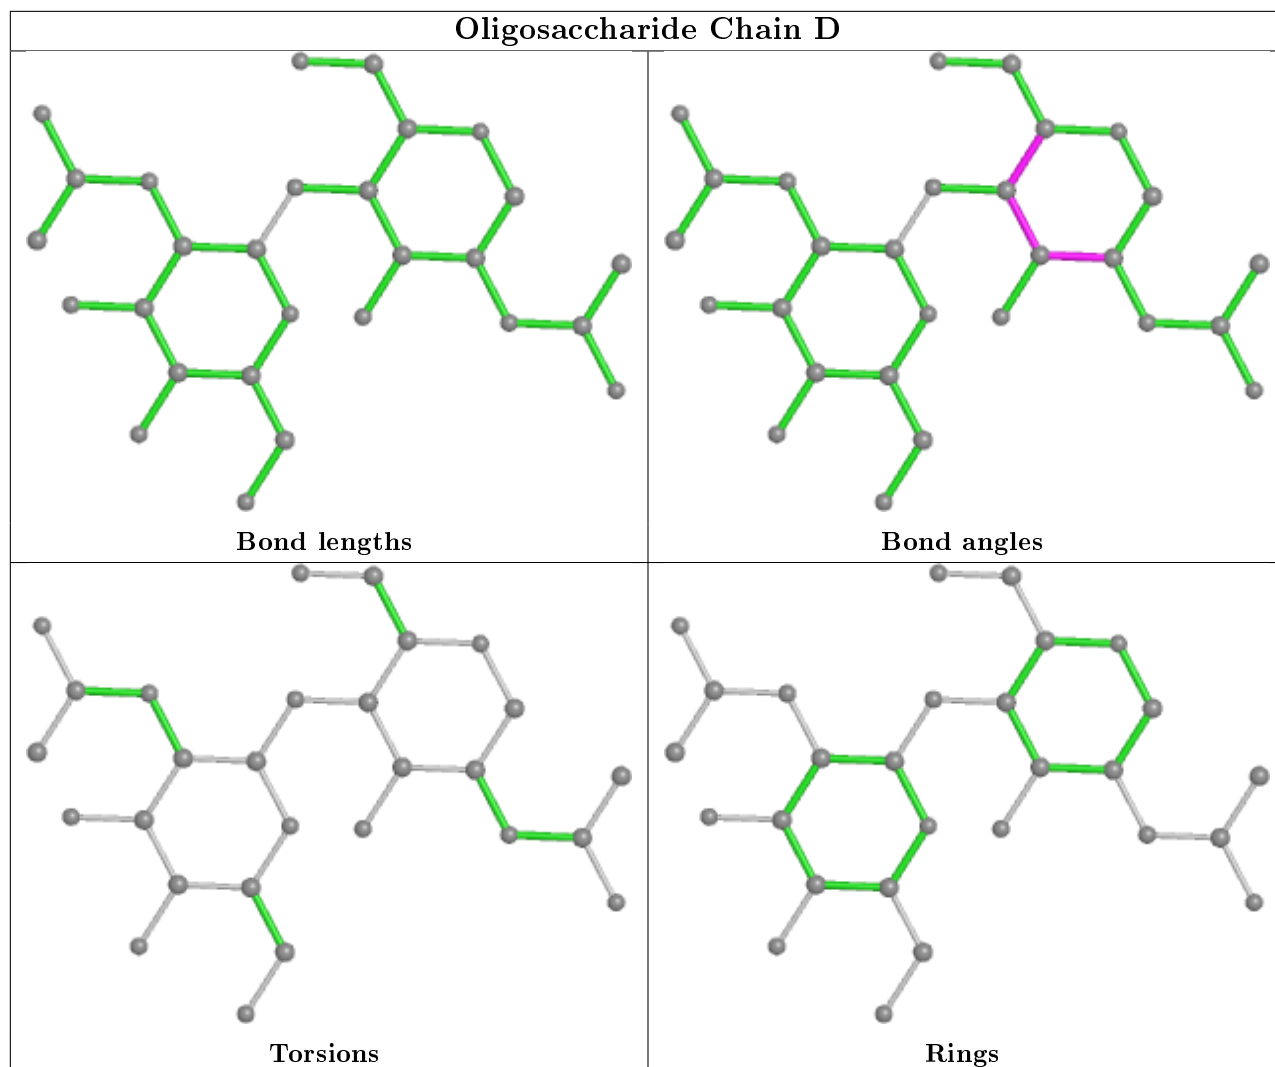 Oligosaccharide Chain D
Bond lengths
Bond angles
Torsions
Rings